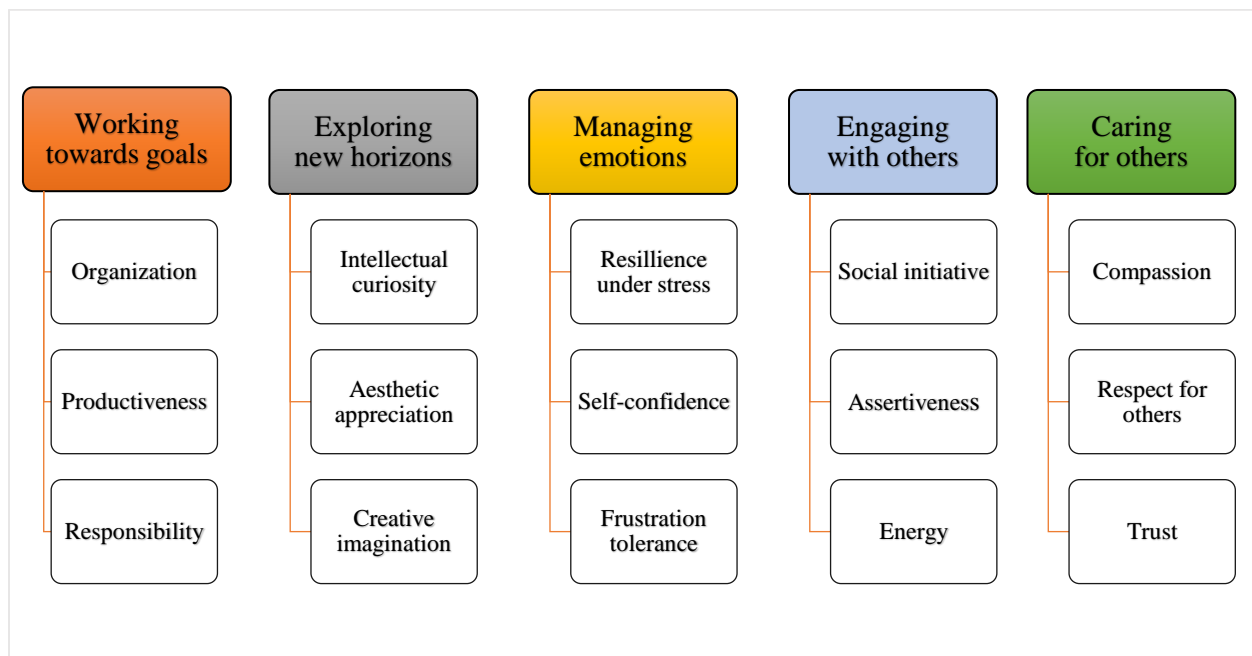 Working
towards goals
Organization
Productiveness
Responsibility
Exploring
new horizons
Intellectual
curiosity
Aesthetic
appreciation
Creative
imagination
Managing
emotions
Resillience
under stress
Self-confidence
Frustration
tolerance
Engaging
with others
Social initiative
Assertiveness
Energy
Caring
for others
Compassion
Respect for
others
Trust